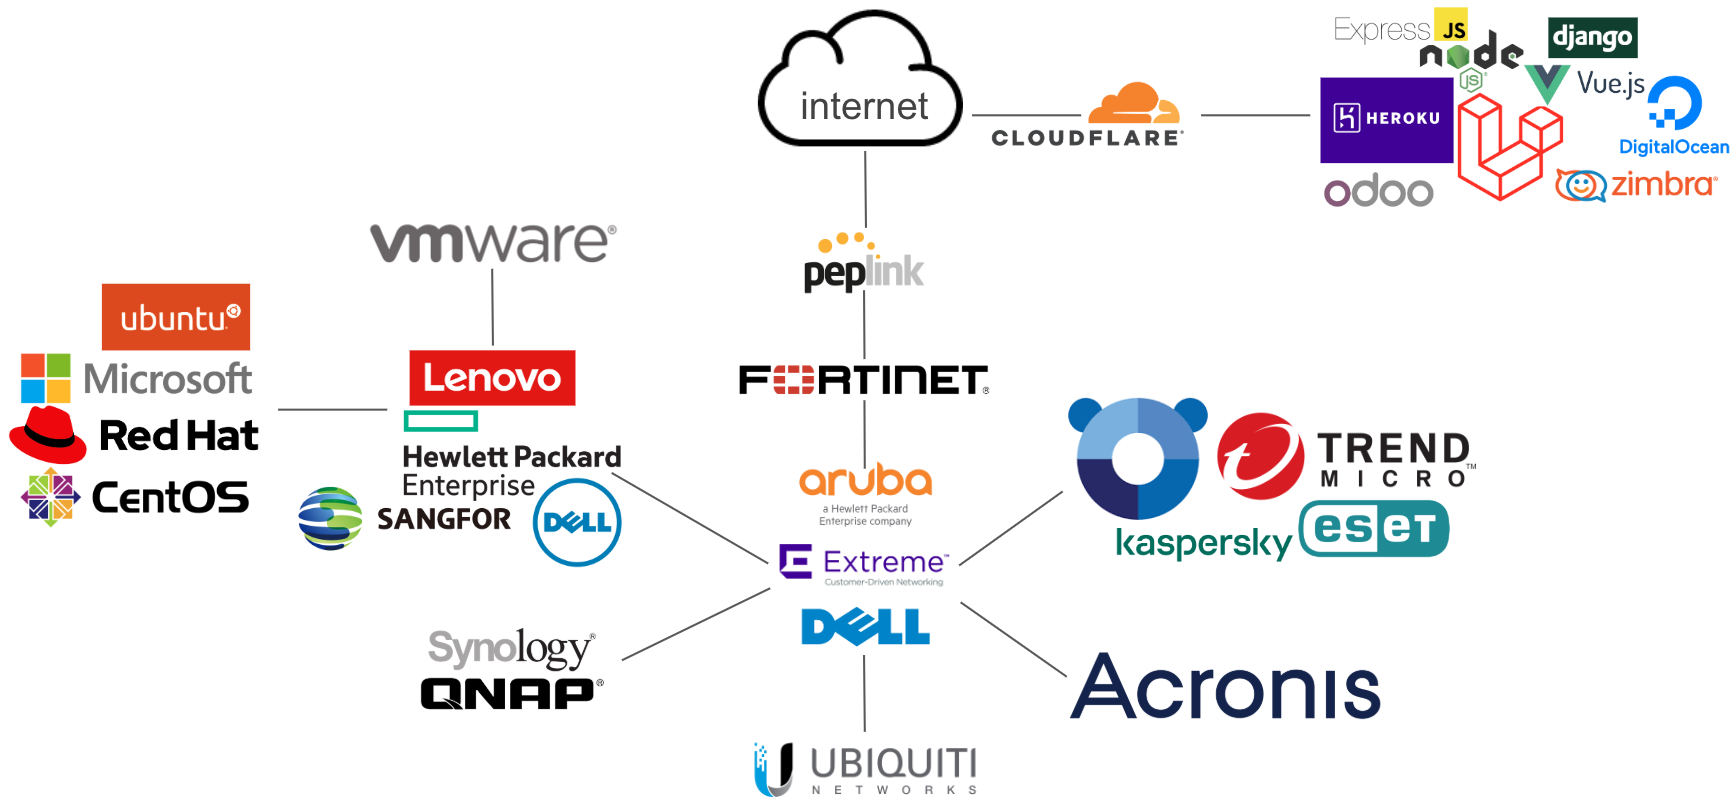 Express
JS
node
JS
django
Vue.js
internet
CLOUDFLARE
HEROKU
DigitalOcean
odoo
zimbra
vmware®
peplink
ubuntu
Microsoft
Lenovo
FORTINET®
Red Hat
Hewlett Packard
Enterprise
CentOS
SANGFOR
DELL
aruba
a Hewlett Packard
Enterprise company
TREND
MICRO™
kaspersky
eseT
Extreme™
Customer-Driven Networking
DELL
Synology®
QNAP®
Acronis
UBIQUITI
NETWORKS